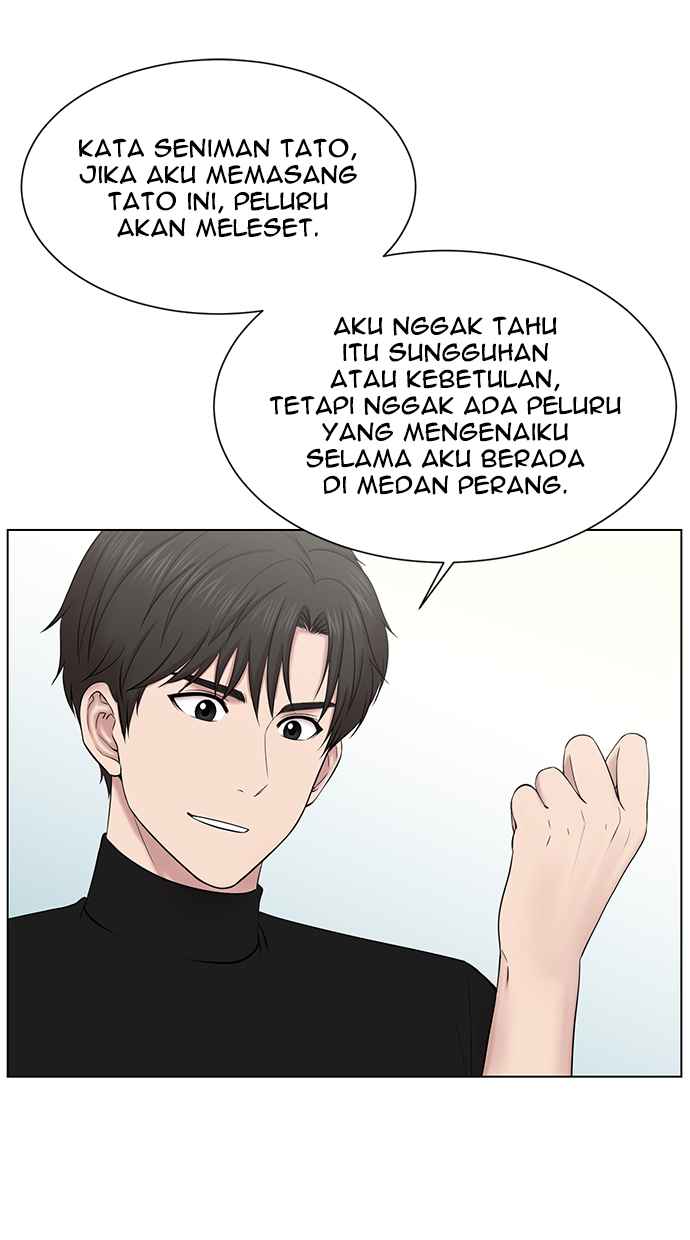 KATA SENIMAN TATO,
JIKA AKU MEMASANG
TATO INI, PELURU
AKAN MELESET.
AKU NGGAK TAHU
ITU SUNGGUHAN
ATAU KEBETULAN,
TETAPI NGGAK ADA PELURU
YANG MENGENAIKU
SELAMA AKU BERADA
DI MEDAN PERANG.